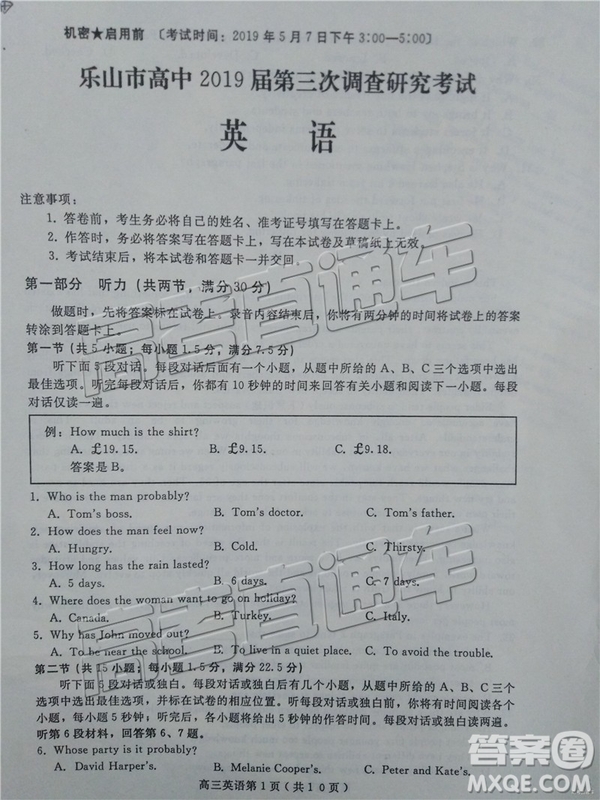 机密★启用前 〔考试时间：2019年5月7日下午3:00—5:00〕
乐山市高中2019届第三次调查研究考试
英 语
注意事项：
1. 答卷前，考生务必将自己的姓名、准考证号填写在答题卡上。
2. 作答时，务必将答案写在答题卡上，写在本试卷及草稿纸上无效。
3. 考试结束后，将本试卷和答题卡一并交回。
第一部分 听力（共两节，满分30分）
做题时，先将答案标在试卷上。录音内容结束后，你将有两分钟的时间将试卷上的答案
转涂到答题卡上。
第一节（共5小题；每小题1.5分，满分7.5分）
听下面5段对话。每段对话后面有一个小题，从题中所给的A、B、C三个选项中选出
最佳选项。听完每段对话后，你都有10秒钟的时间来回答有关小题和阅读下一小题。每段
对话仅读一遍。
例：How much is the shirt?
A. ￡19.15. B. ￡9.15. C. ￡9.18.
答案是B。
1. Who is the man probably?
A. Tom's boss. B. Tom's doctor. C. Tom's father.
2. How does the man feel now?
A. Hungry. B. Cold. C. Thirsty.
3. How long has the rain lasted?
A. 5 days. B. 6 days. C. 7 days.
4. Where does the woman want to go on holiday?
A. Canada. B. Turkey. C. Italy.
5. Why has John moved out?
A. To be near to the school. B. To live in a quiet place. C. To avoid the trouble.
第二节（共15小题；每小题1.5分，满分22.5分）
听下面5段对话或独白。每段对话或独白后有几个小题，从题中所给的A、B、C三个选
项中选出最佳选项，并标在试卷的相应位置。听每段对话或独白前，你将有时间阅读各个小
题，每小题5秒钟；听完后，各小题将给出5秒钟的作答时间。每段对话或独白读两遍。
听第6段材料，回答第6、7题。
6. Whose party is it probably?
A. David Harper's. B. Melanie Cooper's. C. Peter and Kate's.
高三英语第1页（共10页）
高考直通车
高考直通车
答案圈
MXQE.COM